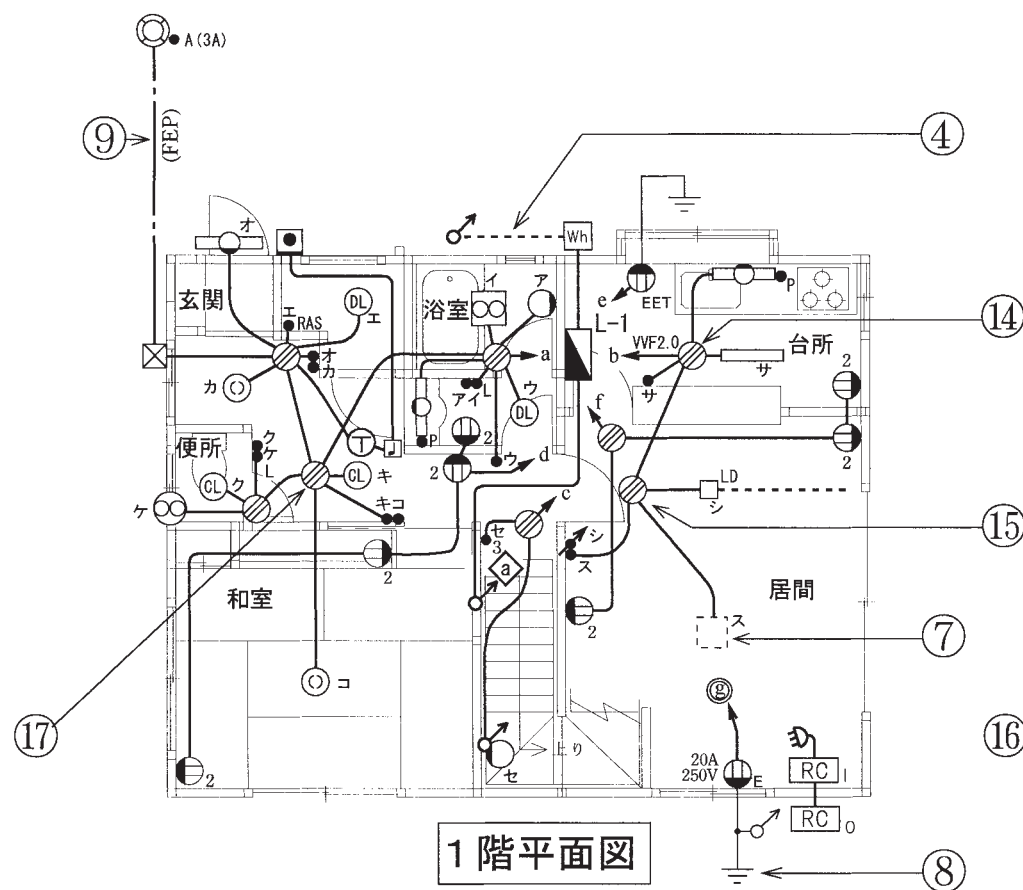 A(3A)
⑨
(FEP)
④
オ
Wh
玄関
エ
RAS
DL
エ
浴室
イ
ア
e
EET
P
L-1
⑭
オ
カ
a
VVF2.0
b
サ
台所
2
カ
アイ
L
ウ
DL
サ
f
T
♪
P
2
ウ
便所
ク
ケ
L
2
d
2
CL
ク
CL
キ
LD
シ
ケ
キコ
c
⑮
セ
3
シ
ス
2
a
和室
居間
2
ス
⑦
コ
g
⑰
⑯
上り
20A
250V
E
RC
I
セ
2
RC
O
1階平面図
⑧